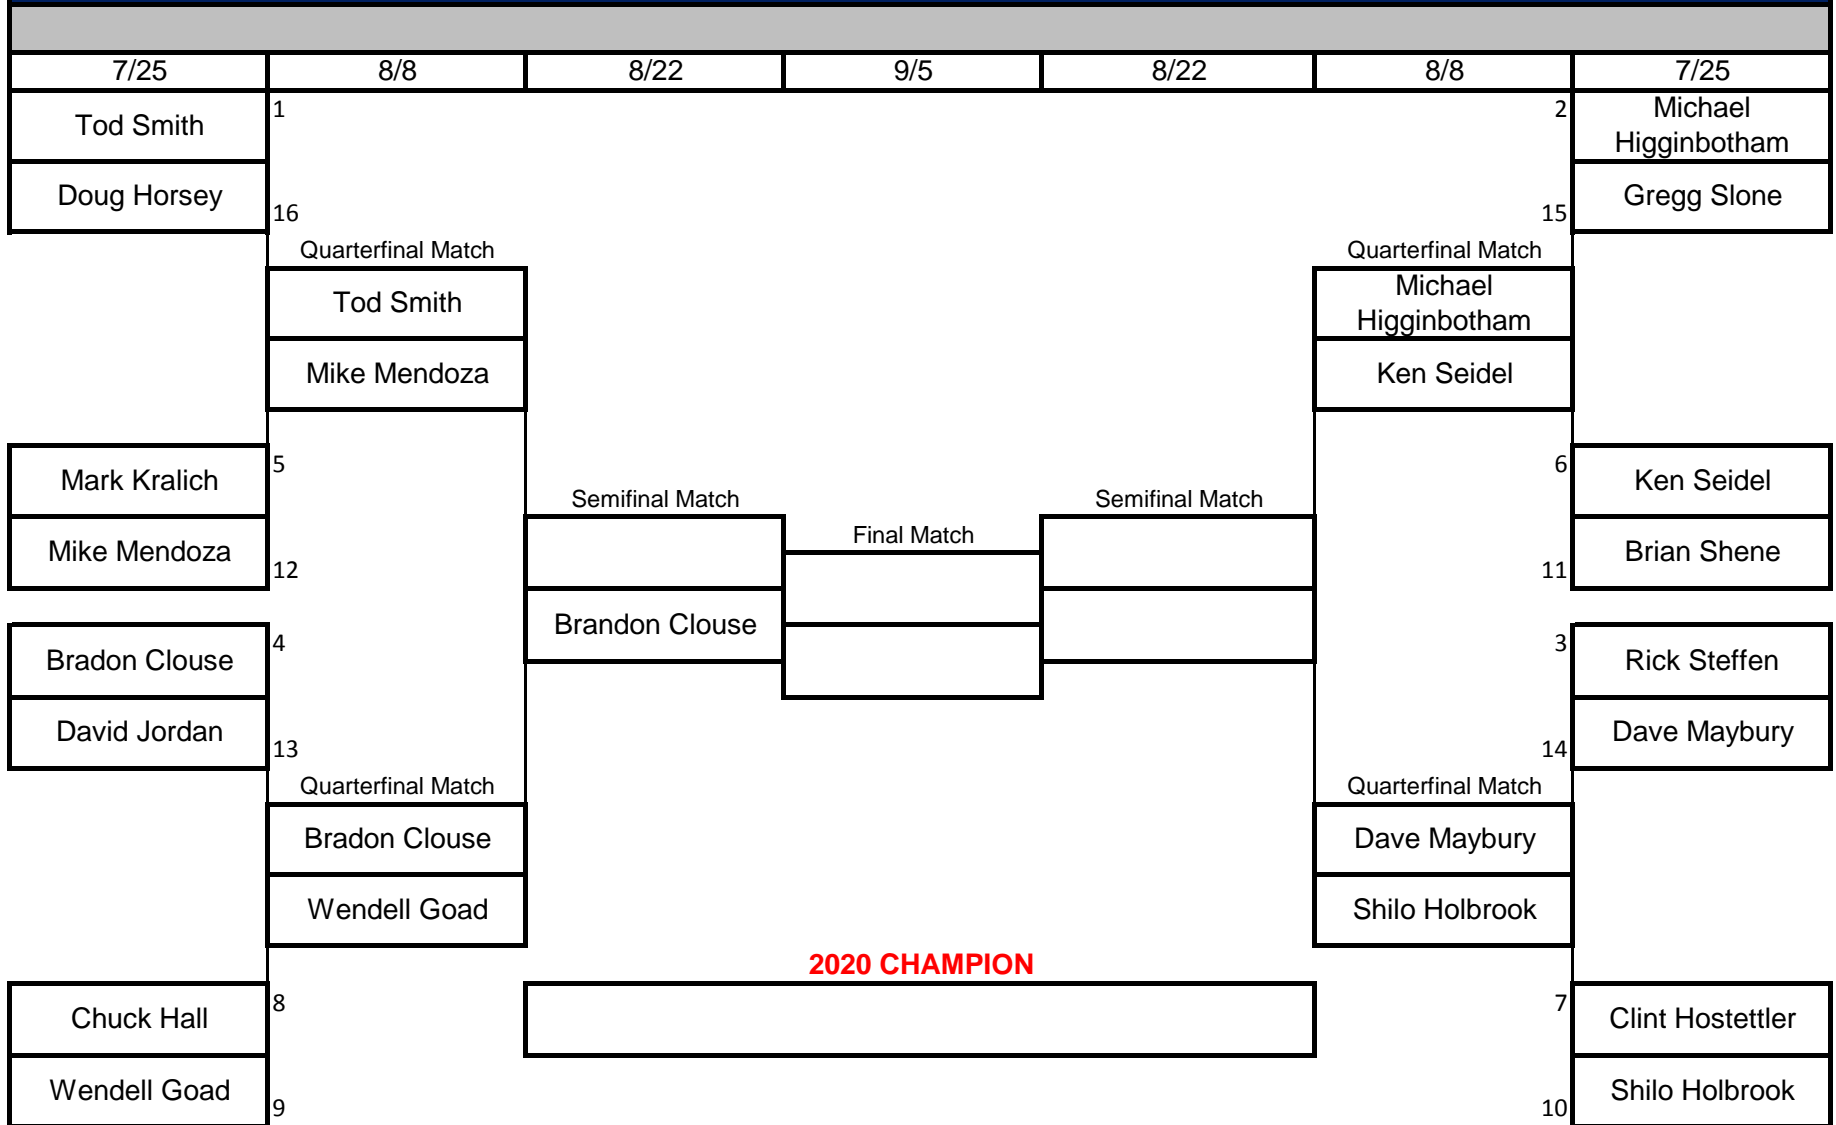 7/25 8/8 8/22 9/5 8/22 8/8 7/25
Tod Smith 1 2 Michael
Higginbotham
Doug Horsey 16 15 Gregg Slone
Quarterfinal Match Quarterfinal Match
Tod Smith Michael
Higginbotham
Mike Mendoza Ken Seidel
Mark Kralich 5 6 Ken Seidel
Semifinal Match Semifinal Match
Final Match
Mike Mendoza 12 11 Brian Shene
Brandon Clouse
Bradon Clouse 4 3 Rick Steffen
David Jordan 13 14 Dave Maybury
Quarterfinal Match Quarterfinal Match
Bradon Clouse Dave Maybury
Wendell Goad Shilo Holbrook
2020 CHAMPION
Chuck Hall 8 7 Clint Hostettler
Wendell Goad 9 10 Shilo Holbrook